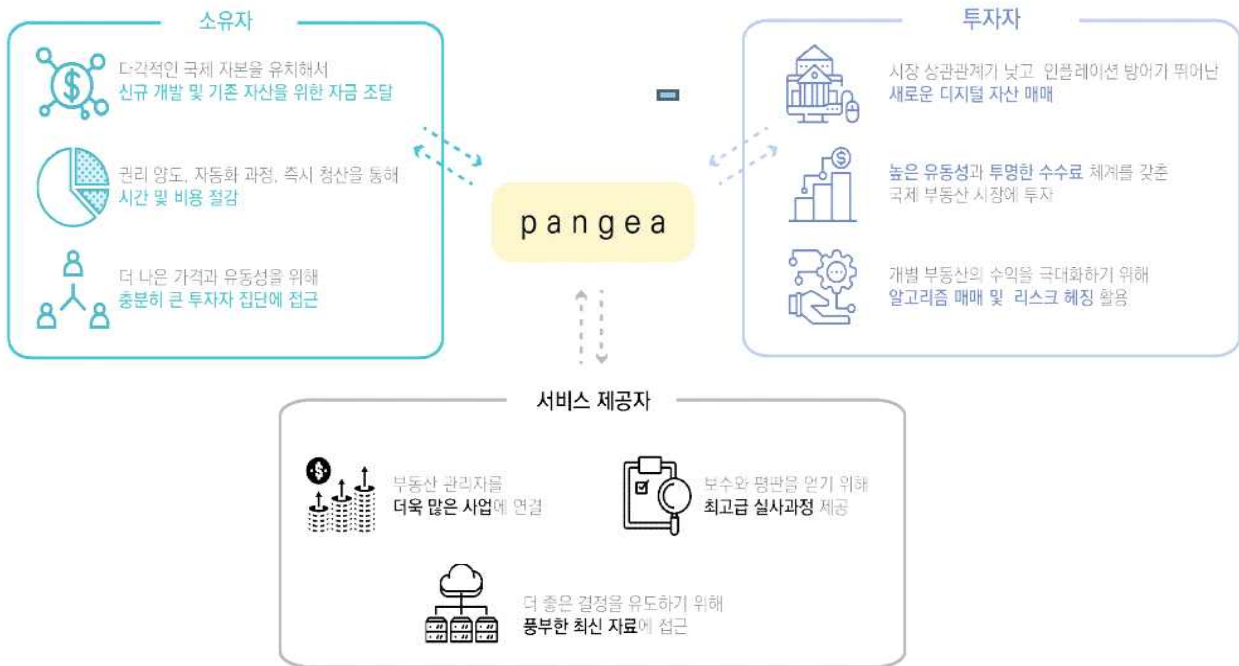 소유자
다각적인 국제 자본을 유치해서
신규 개발 및 기존 자산을 위한 자금 조달
권리 양도, 자동화 과정, 즉시 청산을 통해
시간 및 비용 절감
더 나은 가격과 유동성을 위해
충분히 큰 투자자 집단에 접근
투자자
시장 상관관계가 낮고 인플레이션 방어가 뛰어난
새로운 디지털 자산 매매
높은 유동성과 투명한 수수료 체계를 갖춘
국제 부동산 시장에 투자
개별 부동산의 수익을 극대화하기 위해
알고리즘 매매 및 리스크 헤징 활용
pangea
서비스 제공자
부동산 관리자를
더욱 많은 사업에 연결
보수와 평판을 얻기 위해
최고급 실사과정 제공
더 좋은 결정을 유도하기 위해
풍부한 최신 자료에 접근